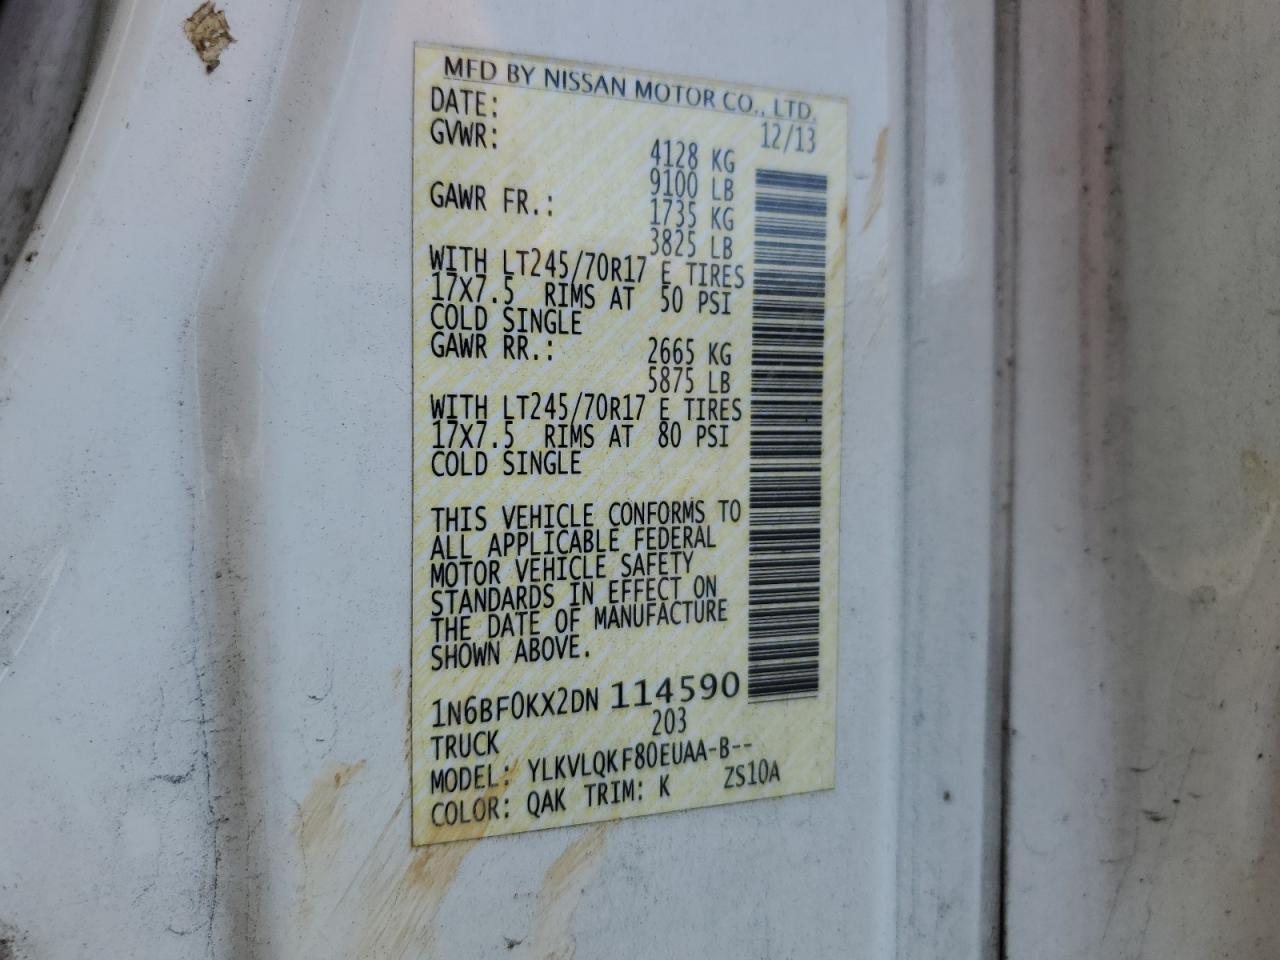 MFD BY NISSAN MOTOR CO., LTD.
DATE: 12/13
GVWR: 4128 KG
9100 LB
GAWR FR.: 1735 KG
3825 LB
WITH LT245/70R17 E TIRES
17X7.5 RIMS AT 50 PSI
COLD SINGLE
GAWR RR.: 2665 KG
5875 LB
WITH LT245/70R17 E TIRES
17X7.5 RIMS AT 80 PSI
COLD SINGLE
THIS VEHICLE CONFORMS TO
ALL APPLICABLE FEDERAL
MOTOR VEHICLE SAFETY
STANDARDS IN EFFECT ON
THE DATE OF MANUFACTURE
SHOWN ABOVE.
1N6BF0KX2DN 114590
TRUCK 203
MODEL: YLKVLQKF80EUAA-B--
COLOR: QAK TRIM: K ZS10A